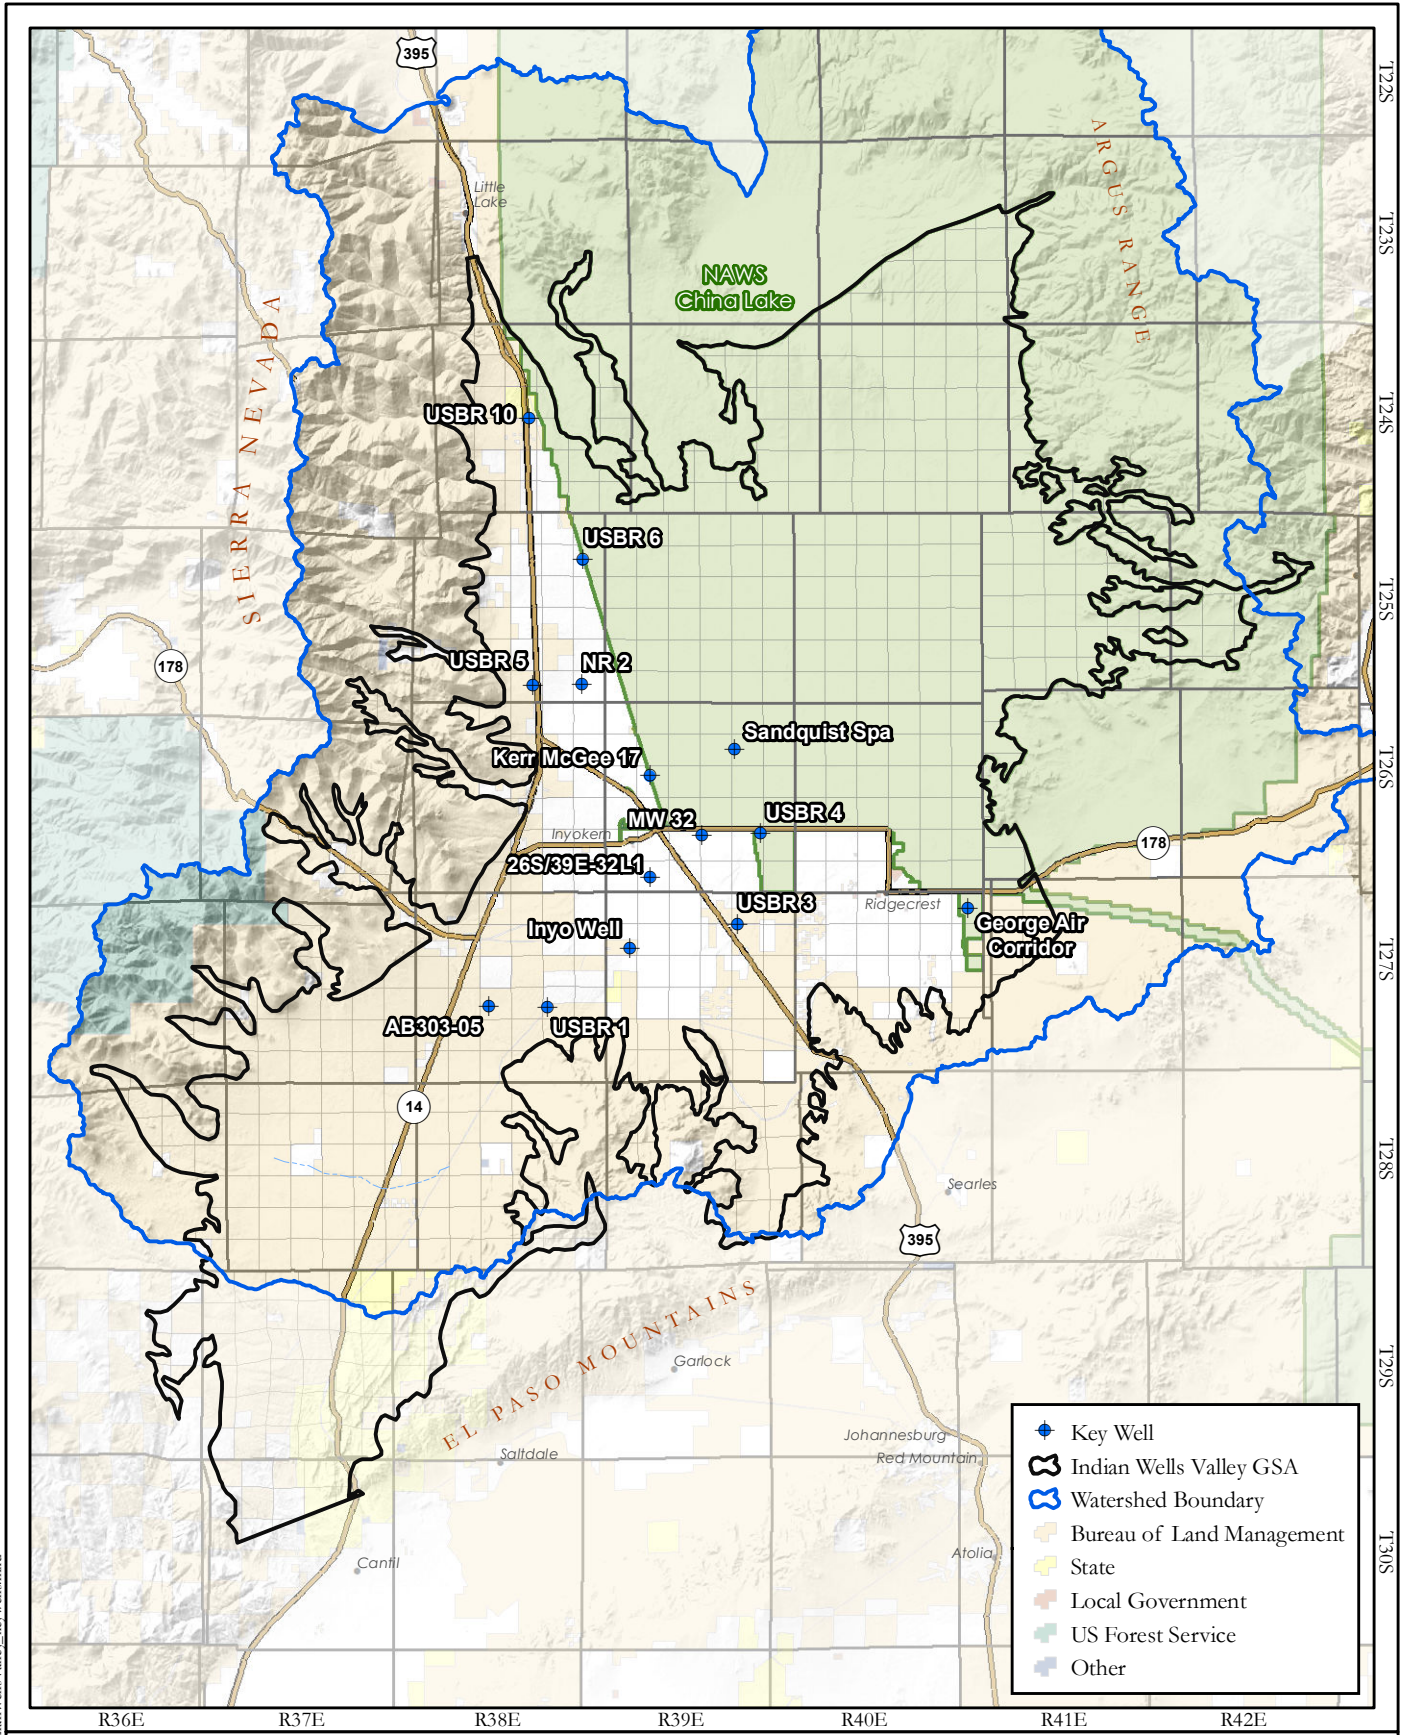 395
T22S
ARGUS RANGE
Little
Lake
T23S
NAWS
China Lake
SIERRA NEVADA
USBR 10
T24S
USBR 6
T25S
178
USBR 5
NR 2
Sandquist Spa
Kerr McGee 17
T26S
MW 32
USBR 4
Inyokern
178
26S/39E-32L1
Ridgecrest
USBR 3
George Air
Corridor
Inyo Well
T27S
AB303-05
USBR 1
14
T28S
Searles
395
EL PASO MOUNTAINS
Garlock
T29S
Johannesburg
Red Mountain
Saltdale
Atolia
Cantil
T30S
Key Well
Indian Wells Valley GSA
Watershed Boundary
Bureau of Land Management
State
Local Government
US Forest Service
Other
R36E
R37E
R38E
R39E
R40E
R41E
R42E